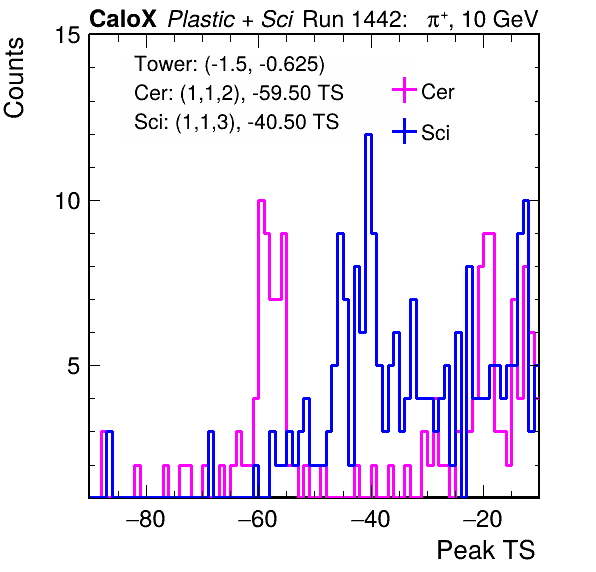 CaloX Plastic + Sci Run 1442: π⁺, 10 GeV
Counts
15
10
5
Tower: (-1.5, -0.625)
Cer: (1,1,2), -59.50 TS
Sci: (1,1,3), -40.50 TS
Cer
Sci
−80 −60 −40 −20
Peak TS